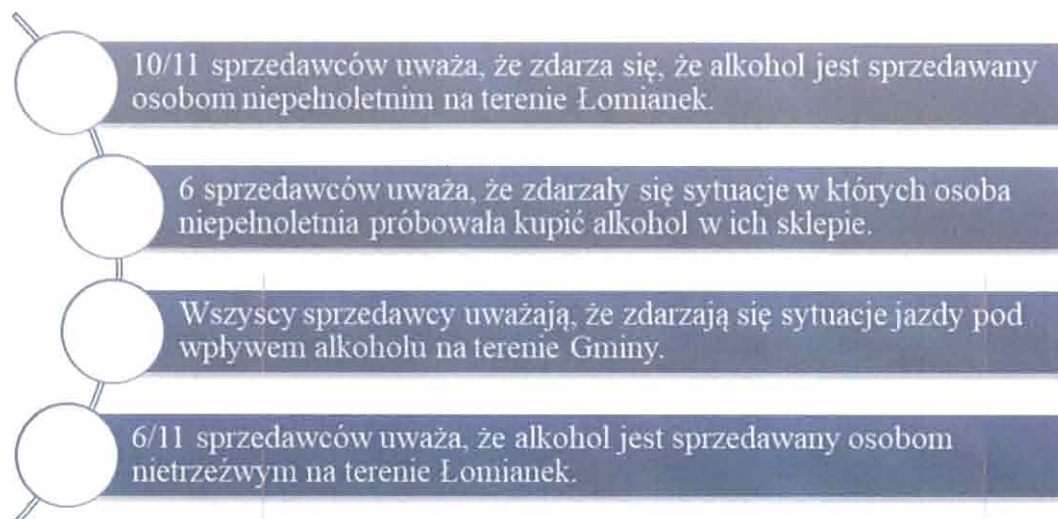 10/11 sprzedawców uważa, że zdarza się, że alkohol jest sprzedawany
osobom niepełnoletnim na terenie Łomianek.
6 sprzedawców uważa, że zdarzały się sytuacje w których osoba
niepełnoletnia próbowała kupić alkohol w ich sklepie.
Wszyscy sprzedawcy uważają, że zdarzają się sytuacje jazdy pod
wpływem alkoholu na terenie Gminy.
6/11 sprzedawców uważa, że alkohol jest sprzedawany osobom
nietrzeźwym na terenie Łomianek.